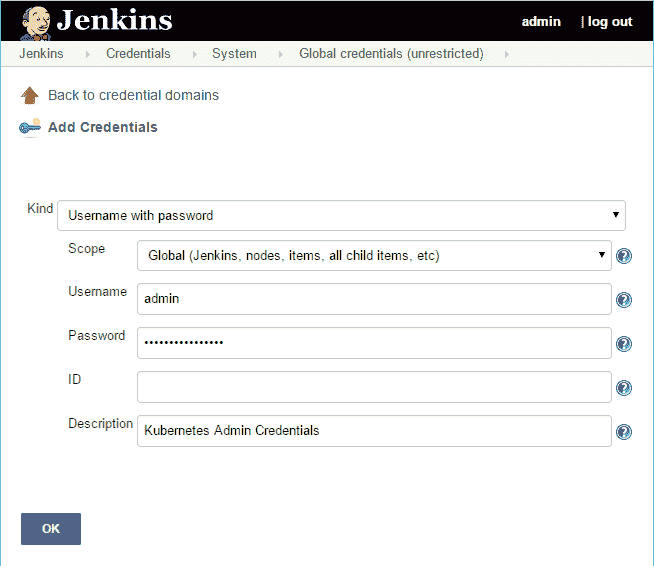 Jenkins
admin | log out
Jenkins Credentials System Global credentials (unrestricted)
Back to credential domains
Add Credentials
Kind Username with password
Scope Global (Jenkins, nodes, items, all child items, etc)
Username admin
Password ••••••••••••••••
ID
Description Kubernetes Admin Credentials
OK